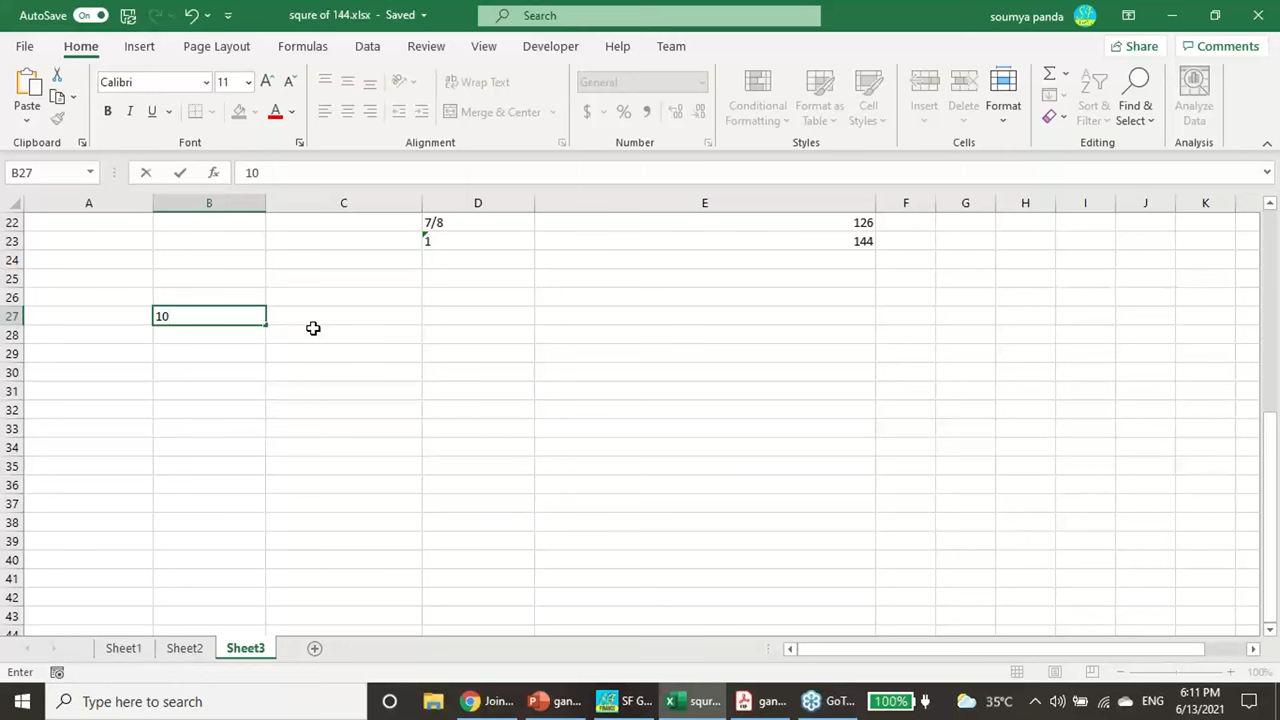 AutoSave On squre of 144.xlsx - Saved Search soumya panda
File Home Insert Page Layout Formulas Data Review View Developer Help Team Share Comments
Paste Calibri 11 Wrap Text General Conditional Formatting Format as Table Cell Styles Insert Delete Format Sort & Filter Find & Select Analyze Data
B I U A Merge & Center $ %
Clipboard Font Alignment Number Styles Cells Editing Analysis
B27 fx 10
A B C D E F G H I J K
22 7/8 126
23 1 144
24
25
26
27 10
28
29
30
31
32
33
34
35
36
37
38
39
40
41
42
43
44
Sheet1 Sheet2 Sheet3
Enter 100%
Type here to search Join... gan... SF G... squr... gan... GoT... 100% 35°C ENG 6:11 PM
6/13/2021